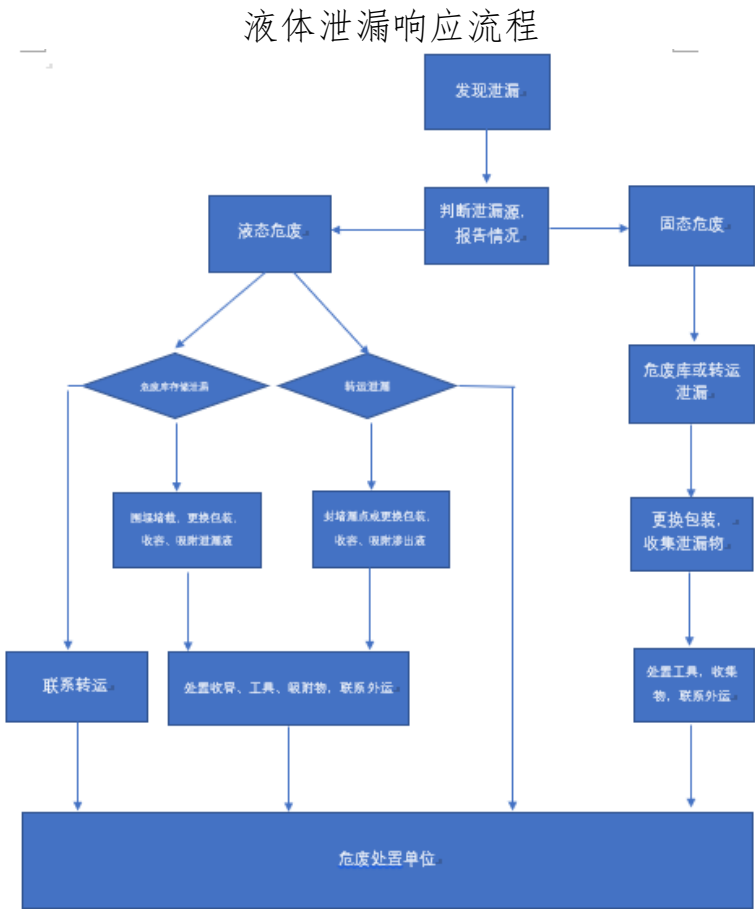 液体泄漏响应流程
发现泄漏
判断泄漏源,
报告情况
液态危废
固态危废
危废库存储泄漏
转运泄漏
危废库或转运
泄漏
围堰堵截,更换包装,
收容、吸附泄漏液
封堵漏点或更换包装,
收容、吸附渗出液
更换包装,
收集泄漏物
联系转运
处置收容、工具、吸附物,联系外运
处置工具,收集
物,联系外运
危废处置单位